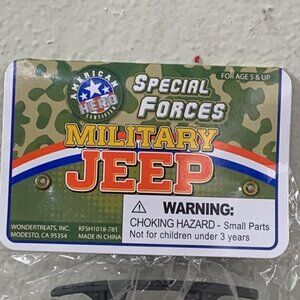 AMERICAN
HERO
CERTIFIED
SPECIAL
FORCES
FOR AGE 5 & UP
MILITARY
JEEP
WARNING:
CHOKING HAZARD - Small Parts
Not for children under 3 years
WONDERTREATS, INC.
MODESTO, CA 95354
KFSH1018-781
MADE IN CHINA